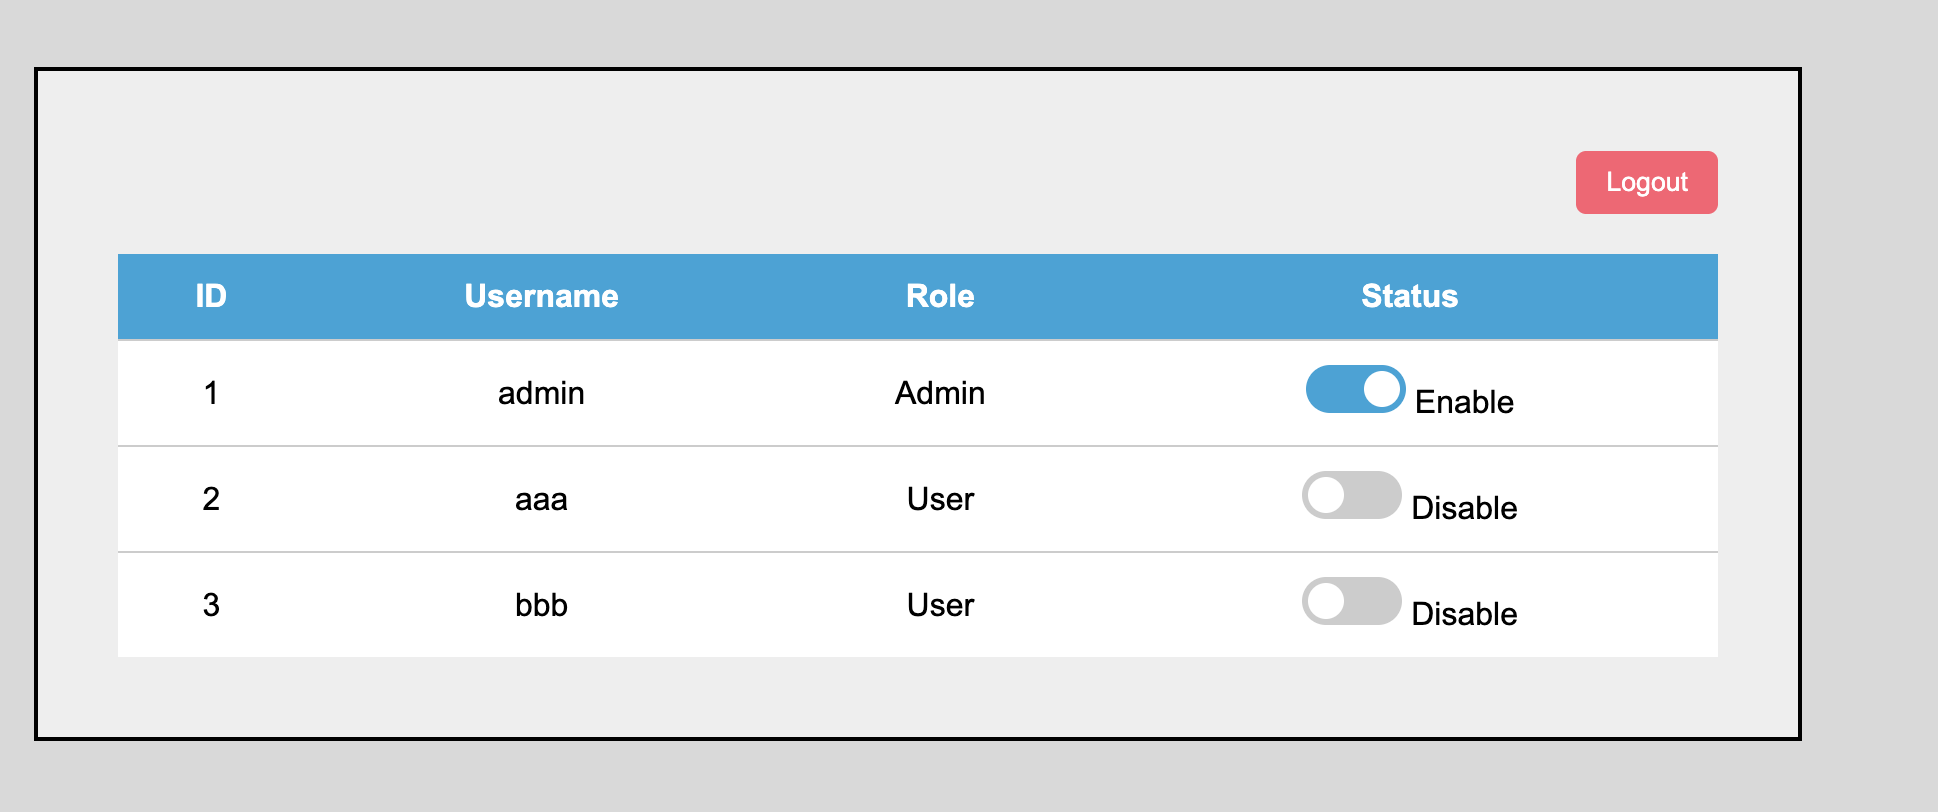 Logout
ID Username Role Status
1 admin Admin Enable
2 aaa User Disable
3 bbb User Disable